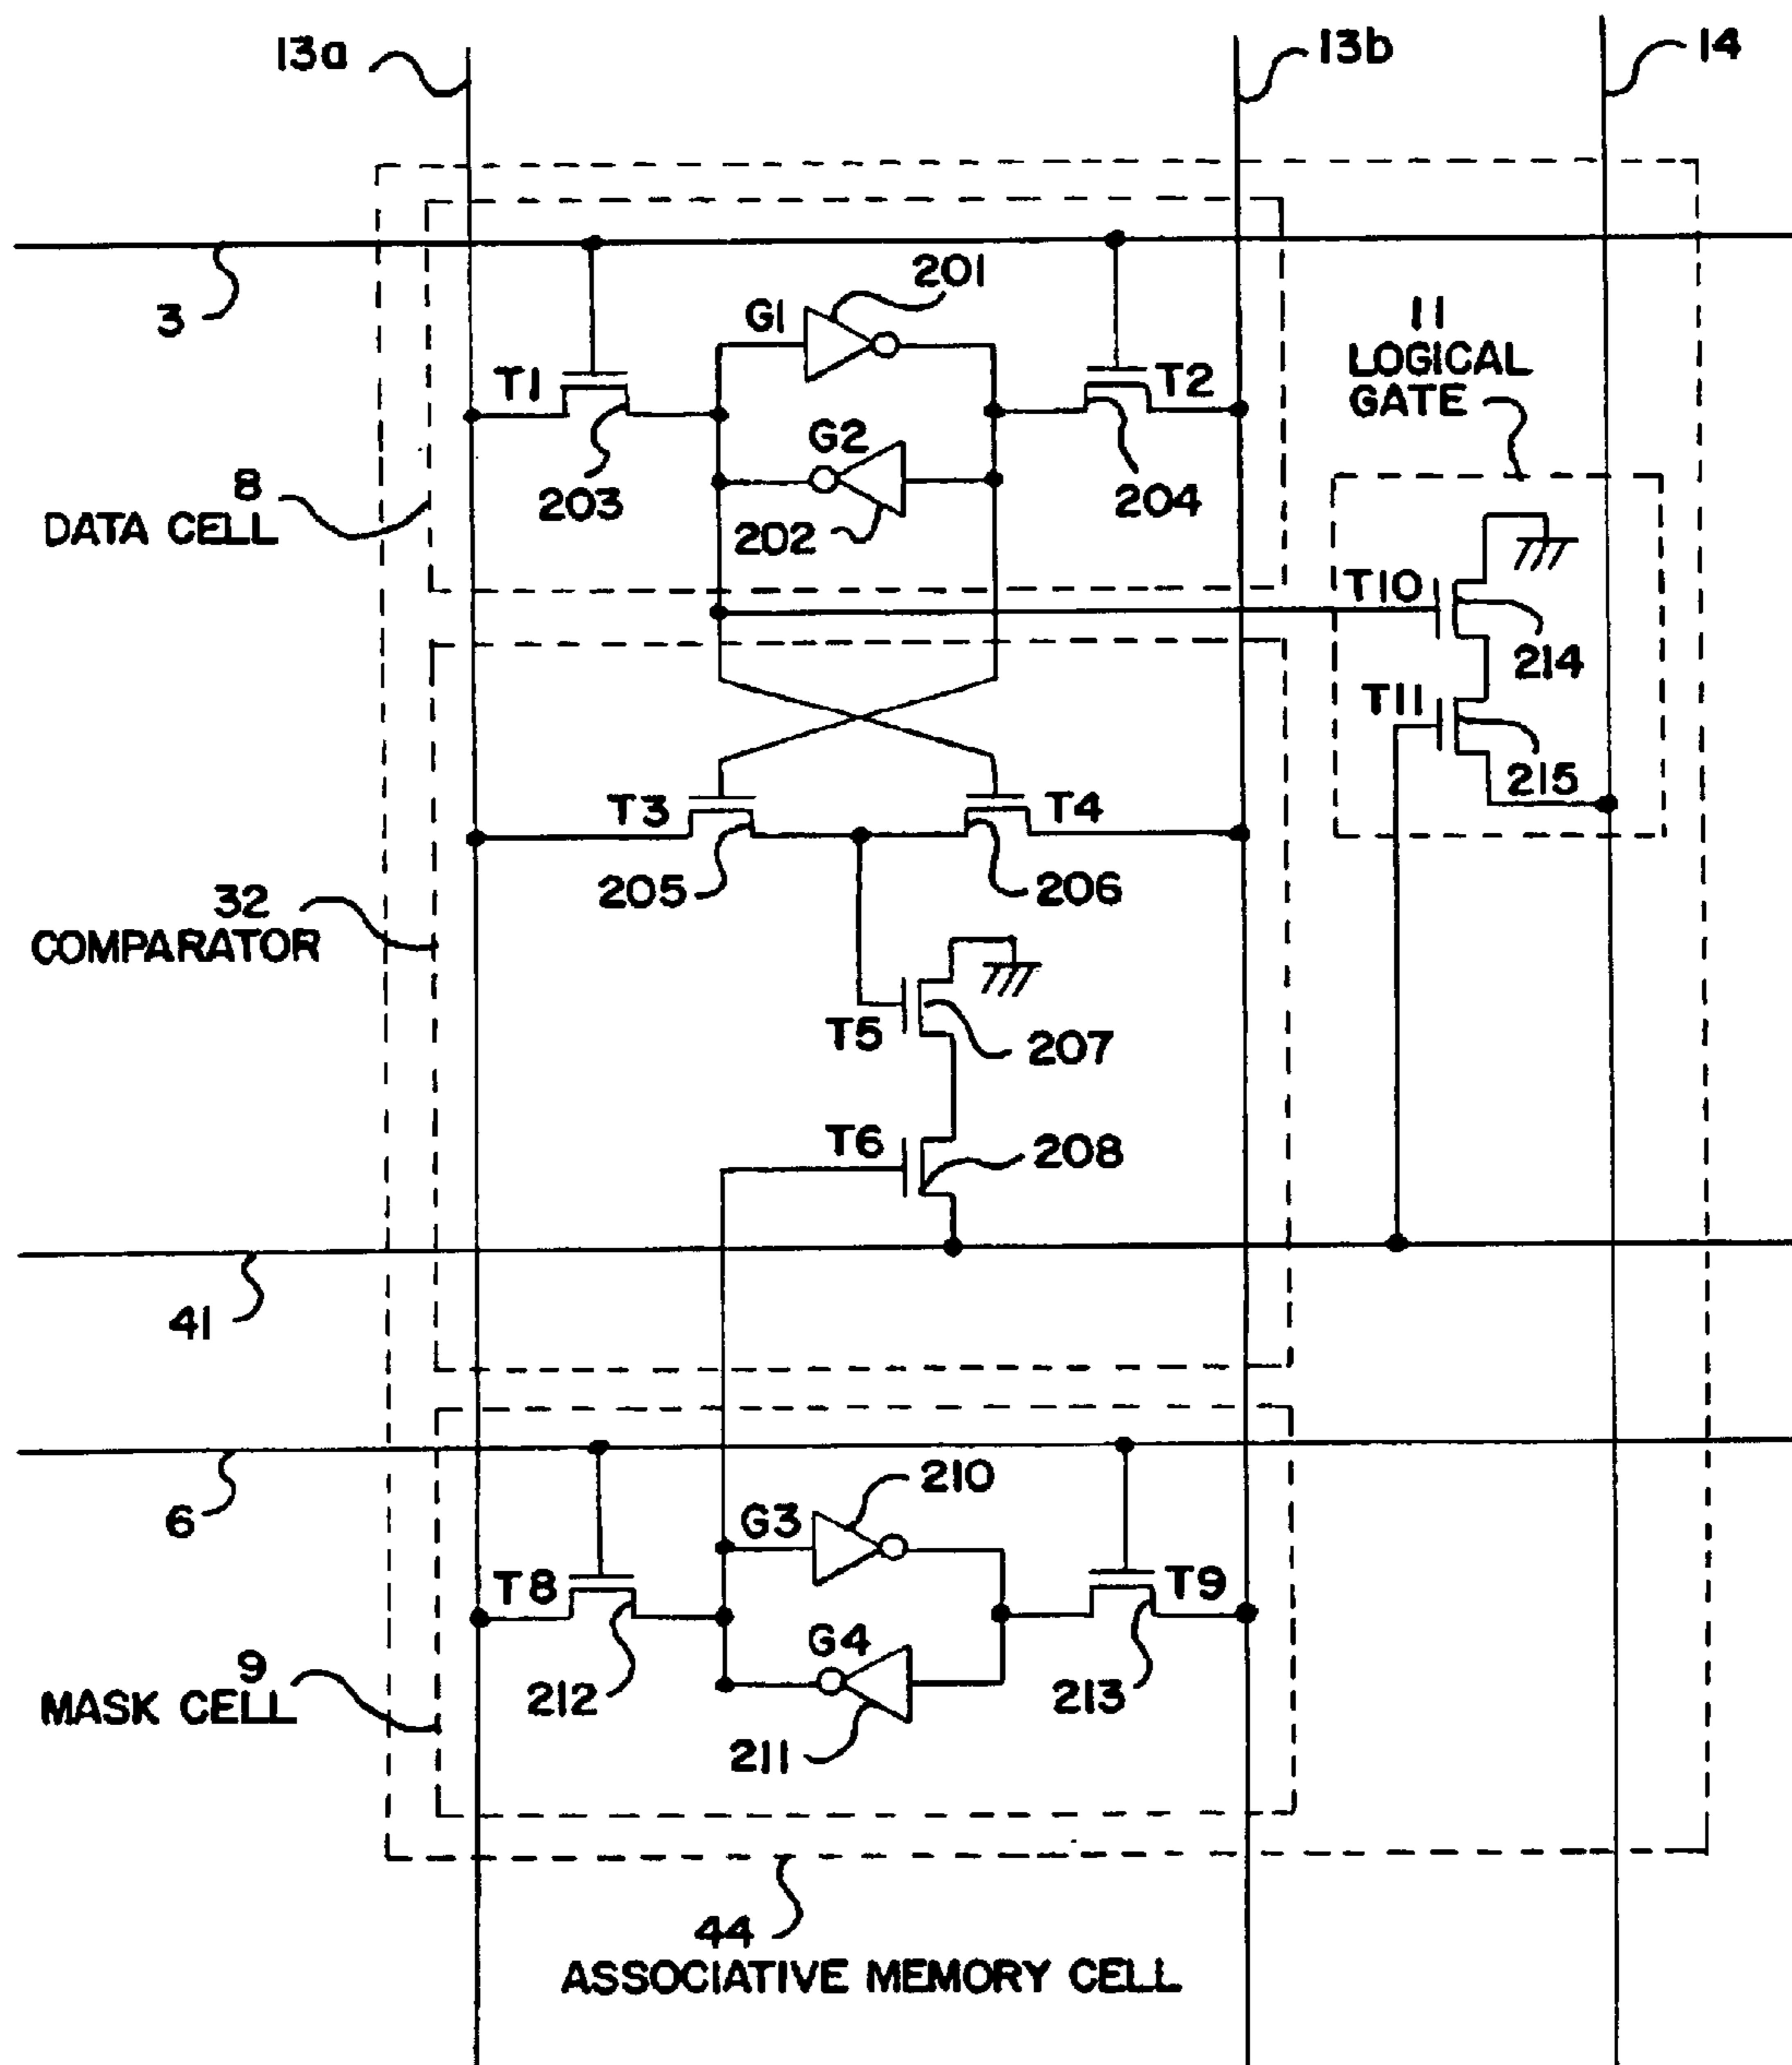 13a
13b
14
3
201
G1
T1
T2
11
LOGICAL
GATE
G2
203
204
202
8
DATA CELL
T10
214
T11
215
T3
T4
205
206
32
COMPARATOR
T5
207
T6
208
41
6
210
G3
T8
T9
G4
212
213
211
9
MASK CELL
44
ASSOCIATIVE MEMORY CELL